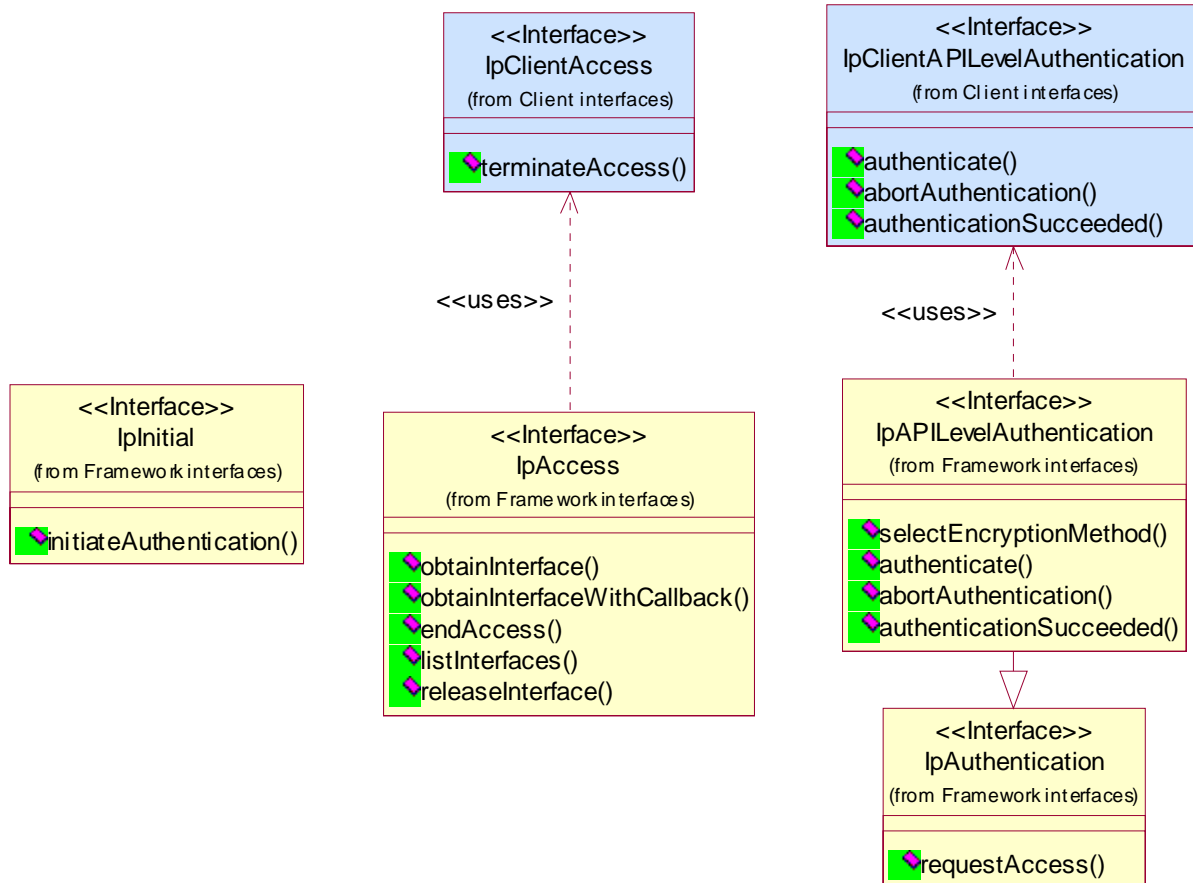 <<Interface>>
IpClientAccess
(from Client interfaces)
terminateAccess()
<<Interface>>
IpClientAPILevelAuthentication
(from Client interfaces)
authenticate()
abortAuthentication()
authenticationSucceeded()
<<uses>>
<<uses>>
<<Interface>>
IpInitial
(from Framework interfaces)
initiateAuthentication()
<<Interface>>
IpAccess
(from Framework interfaces)
obtainInterface()
obtainInterfaceWithCallback()
endAccess()
listInterfaces()
releaseInterface()
<<Interface>>
IpAPILevelAuthentication
(from Framework interfaces)
selectEncryptionMethod()
authenticate()
abortAuthentication()
authenticationSucceeded()
<<Interface>>
IpAuthentication
(from Framework interfaces)
requestAccess()